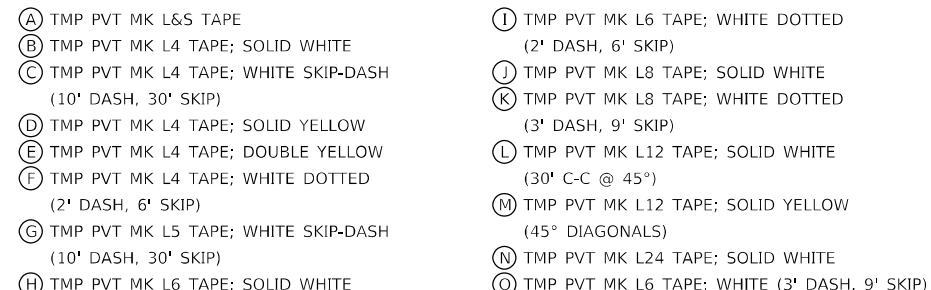 A TMP PVT MK L&S TAPE
B TMP PVT MK L4 TAPE; SOLID WHITE
C TMP PVT MK L4 TAPE; WHITE SKIP-DASH
(10' DASH, 30' SKIP)
D TMP PVT MK L4 TAPE; SOLID YELLOW
E TMP PVT MK L4 TAPE; DOUBLE YELLOW
F TMP PVT MK L4 TAPE; WHITE DOTTED
(2' DASH, 6' SKIP)
G TMP PVT MK L5 TAPE; WHITE SKIP-DASH
(10' DASH, 30' SKIP)
H TMP PVT MK L6 TAPE; SOLID WHITE
I TMP PVT MK L6 TAPE; WHITE DOTTED
(2' DASH, 6' SKIP)
J TMP PVT MK L8 TAPE; SOLID WHITE
K TMP PVT MK L8 TAPE; WHITE DOTTED
(3' DASH, 9' SKIP)
L TMP PVT MK L12 TAPE; SOLID WHITE
(30' C-C @ 45°)
M TMP PVT MK L12 TAPE; SOLID YELLOW
(45° DIAGONALS)
N TMP PVT MK L24 TAPE; SOLID WHITE
O TMP PVT MK L6 TAPE; WHITE (3' DASH, 9' SKIP)